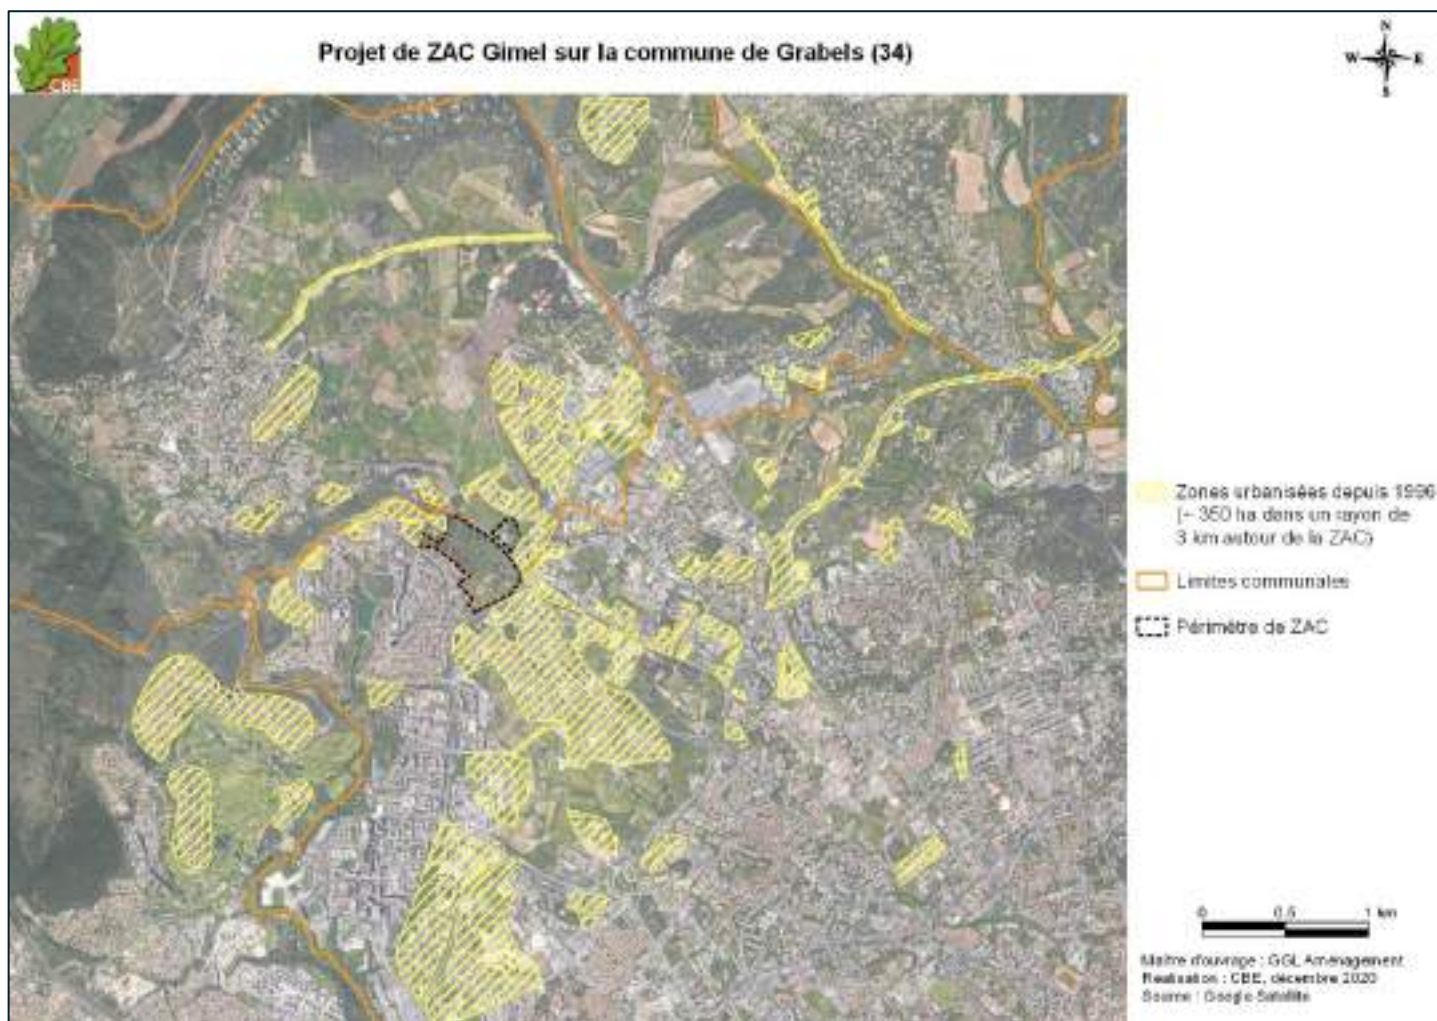 Projet de ZAC Gimel sur la commune de Grabels (34)
CBE
N
W E
S
Zones urbanisées depuis 1996
(~ 350 ha dans un rayon de
3 km autour de la ZAC)
Limites communales
Périmètre de ZAC
0 0,5 1 km
Maître d'ouvrage : GGL Aménagement
Réalisation : CBE, décembre 2020
Source : Google Satellite